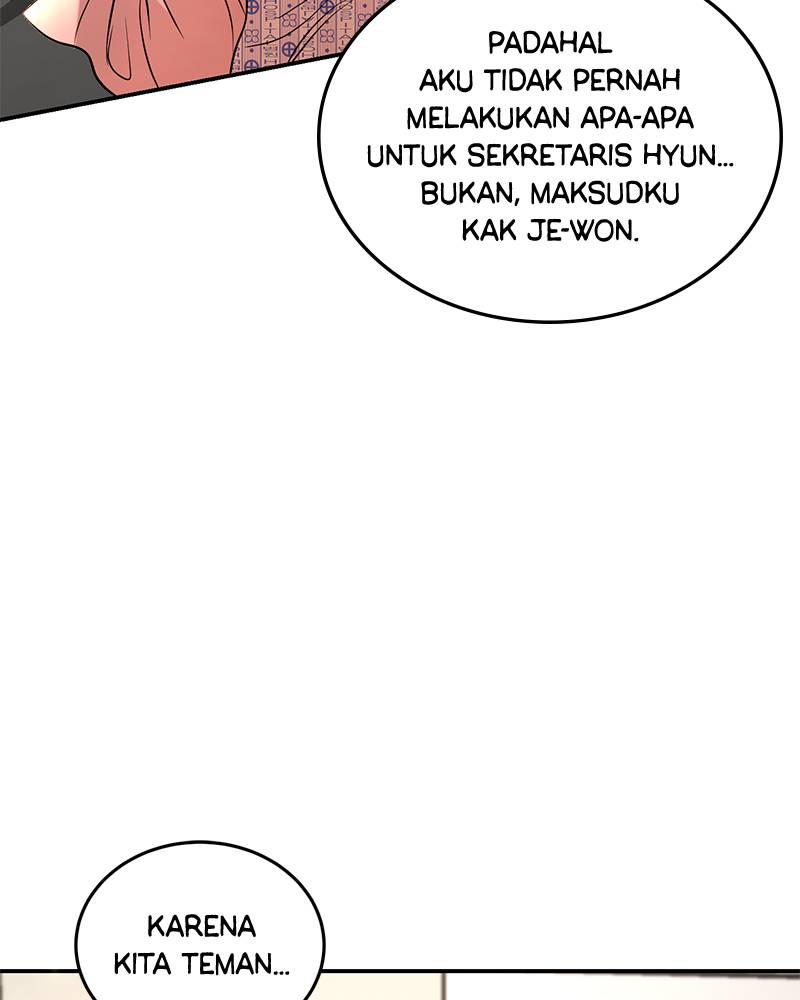 PADAHAL
AKU TIDAK PERNAH
MELAKUKAN APA-APA
UNTUK SEKRETARIS HYUN...
BUKAN, MAKSUDKU
KAK JE-WON.
KARENA
KITA TEMAN...